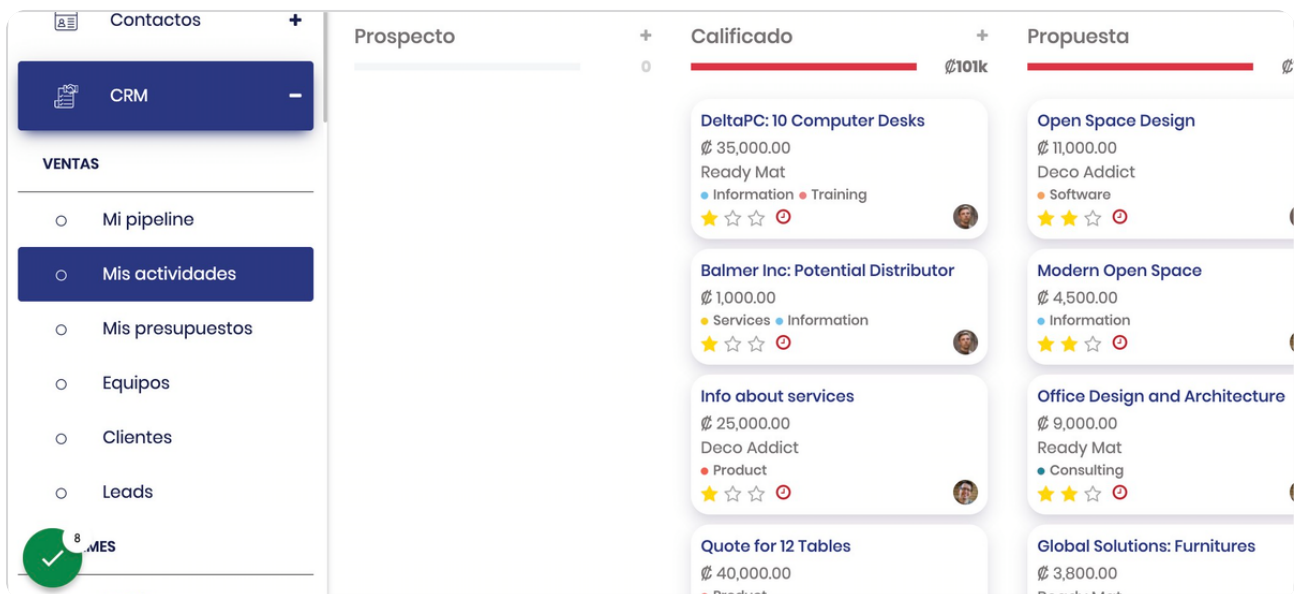 Contactos +
CRM -
VENTAS
Mi pipeline
Mis actividades
Mis presupuestos
Equipos
Clientes
Leads
8
MES
Prospecto +
0
Calificado +
₡101k
DeltaPC: 10 Computer Desks
₡ 35,000.00
Ready Mat
Information Training
Balmer Inc: Potential Distributor
₡ 1,000.00
Services Information
Info about services
₡ 25,000.00
Deco Addict
Product
Quote for 12 Tables
₡ 40,000.00
Product
Propuesta
₡
Open Space Design
₡ 11,000.00
Deco Addict
Software
Modern Open Space
₡ 4,500.00
Information
Office Design and Architecture
₡ 9,000.00
Ready Mat
Consulting
Global Solutions: Furnitures
₡ 3,800.00
Ready Mat